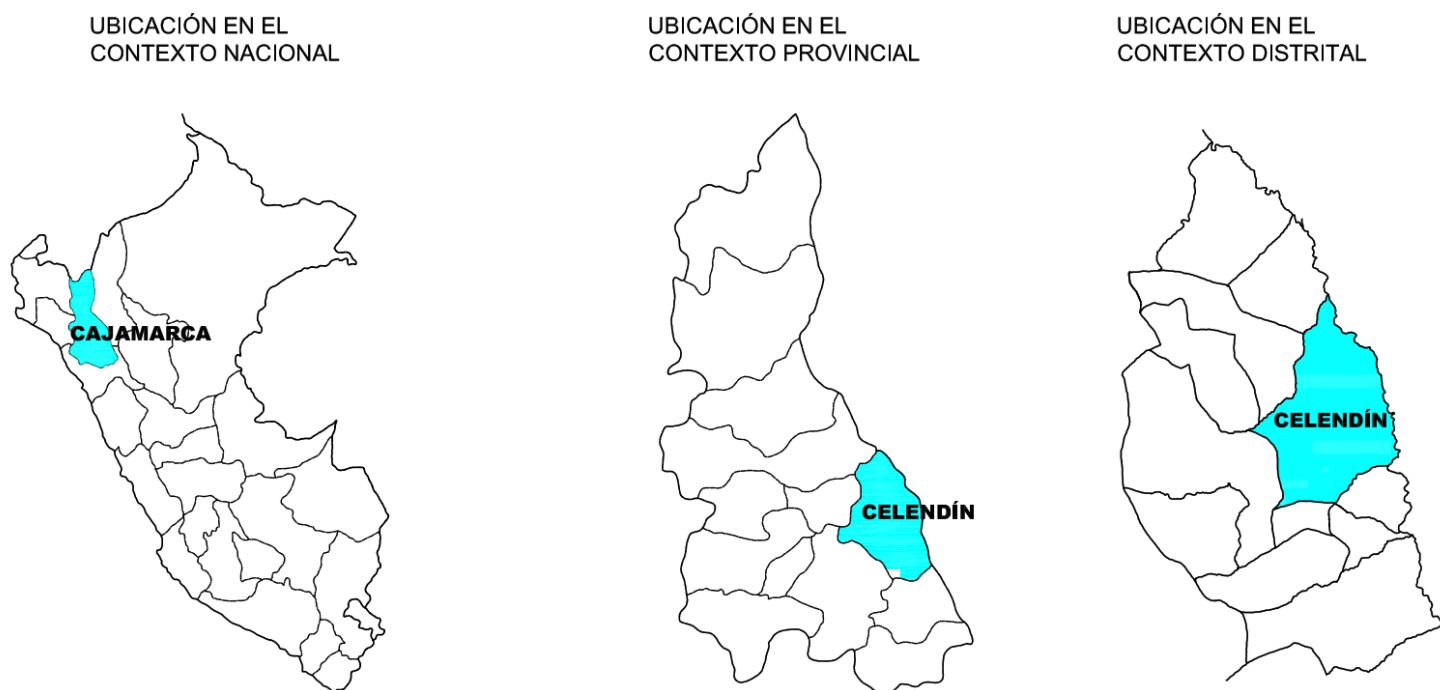 UBICACIÓN EN EL
CONTEXTO NACIONAL
UBICACIÓN EN EL
CONTEXTO PROVINCIAL
UBICACIÓN EN EL
CONTEXTO DISTRITAL
CAJAMARCA
CELENDÍN
CELENDÍN